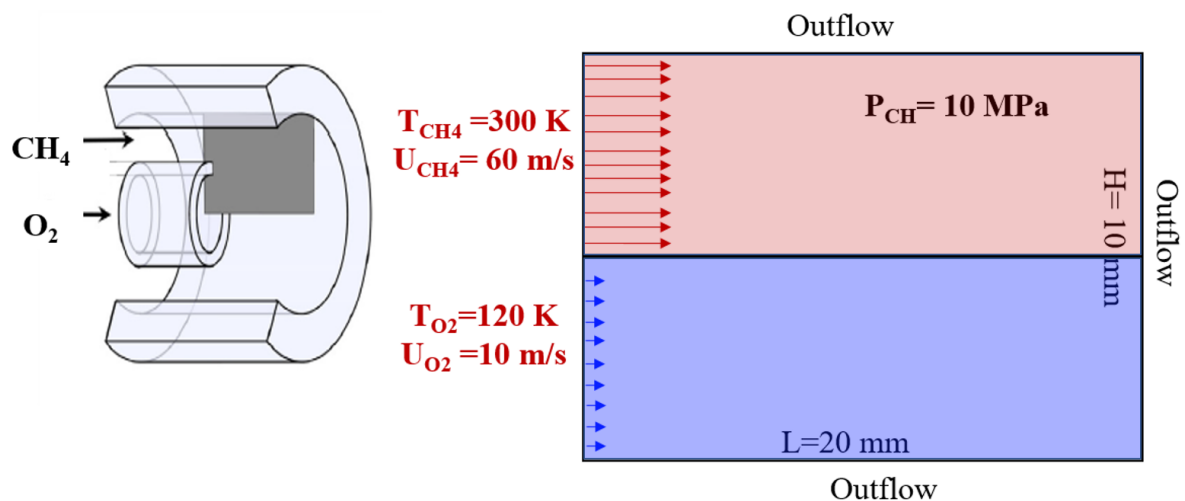 CH4
O2
Outflow
TCH4 =300 K
UCH4= 60 m/s
PCH= 10 MPa
H= 10 mm
Outflow
TO2=120 K
UO2 =10 m/s
L=20 mm
Outflow